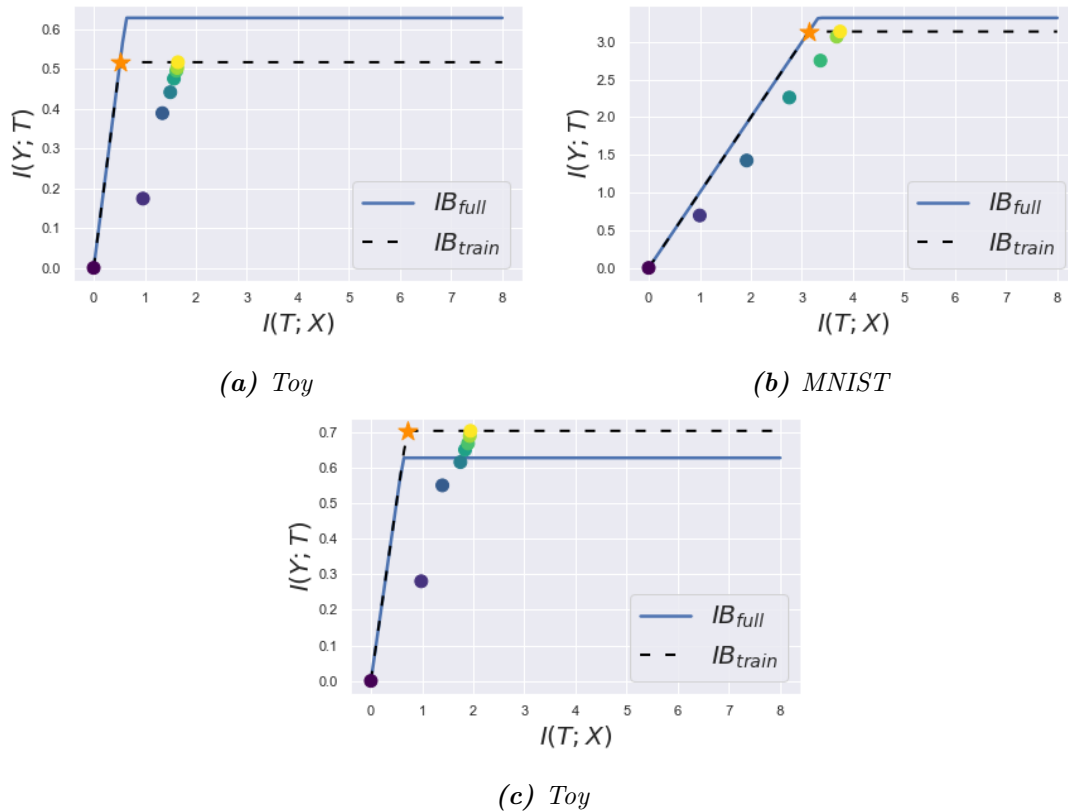 0.6
0.5
0.4
0.3
0.2
0.1
0.0
I(Y; T)
0 1 2 3 4 5 6 7 8
I(T; X)
IB_full
IB_train
(a) Toy
3.0
2.5
2.0
1.5
1.0
0.5
0.0
I(Y; T)
0 1 2 3 4 5 6 7 8
I(T; X)
IB_full
IB_train
(b) MNIST
0.7
0.6
0.5
0.4
0.3
0.2
0.1
0.0
I(Y; T)
0 1 2 3 4 5 6 7 8
I(T; X)
IB_full
IB_train
(c) Toy